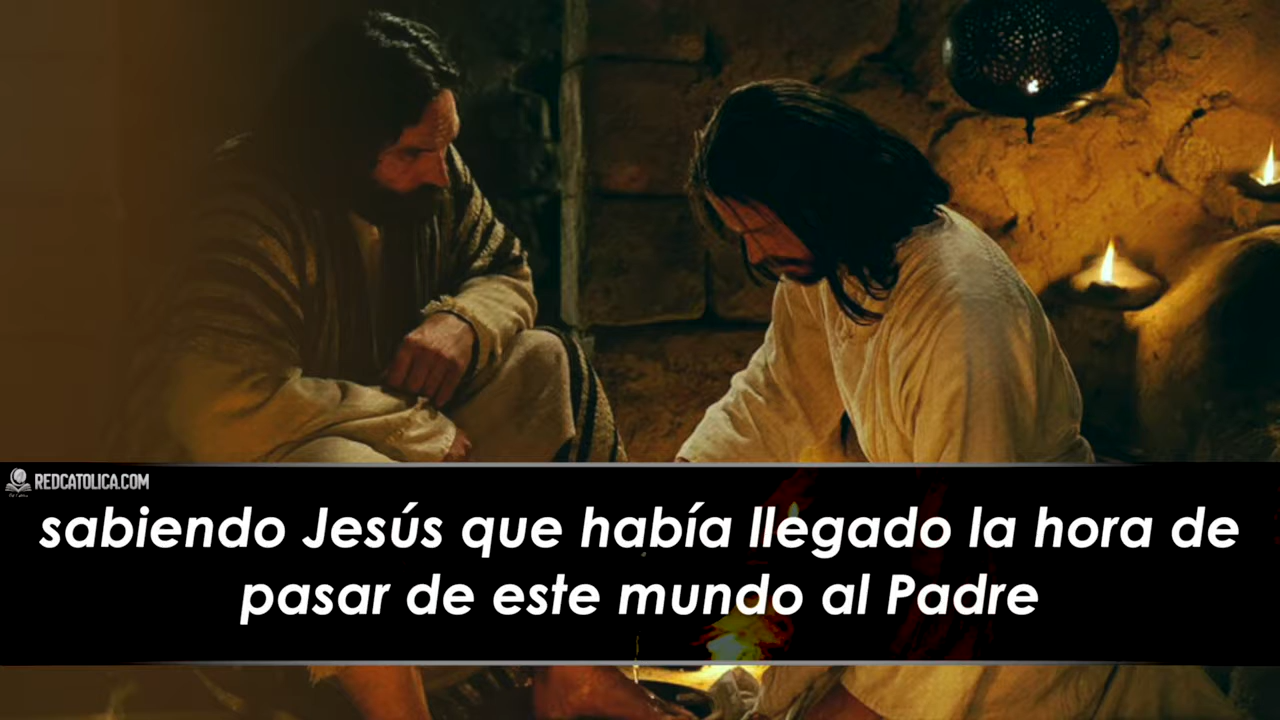 REDCATOLICA.COM
sabiendo Jesús que había llegado la hora de
pasar de este mundo al Padre